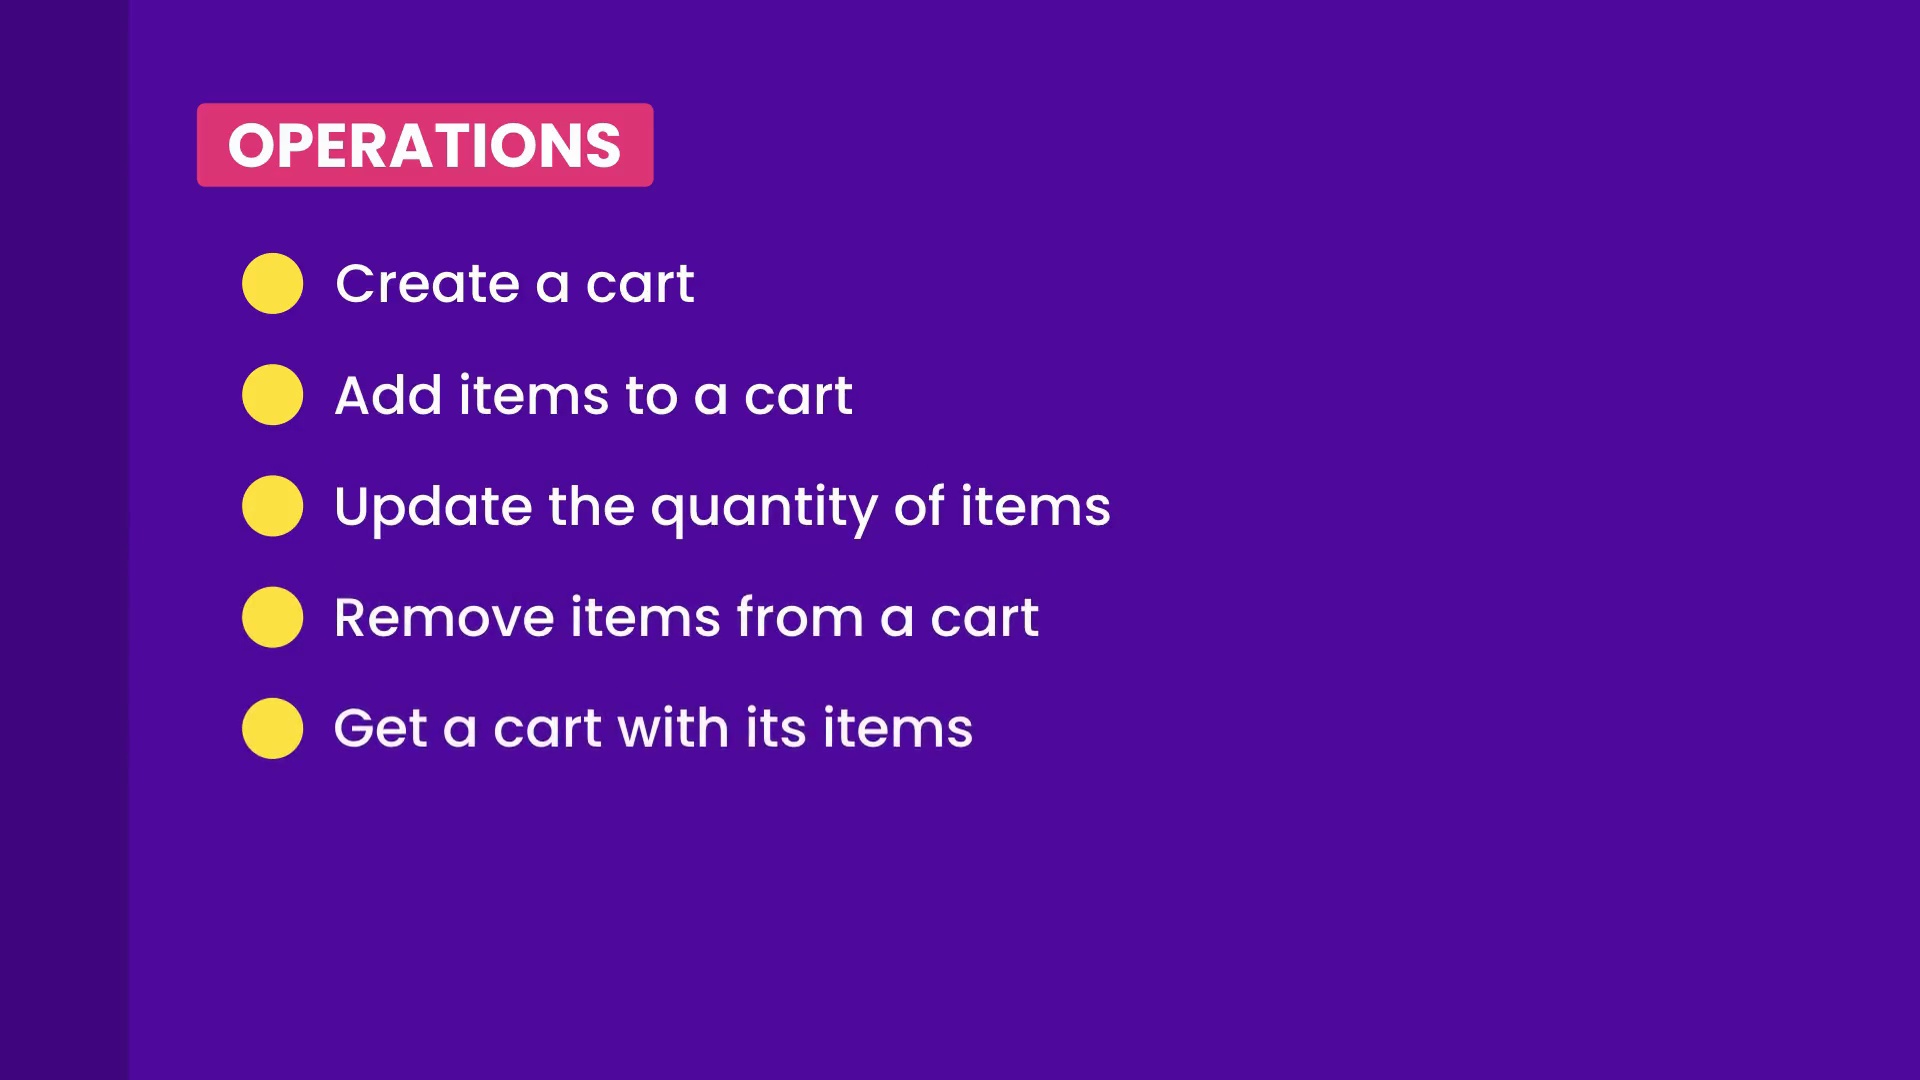 OPERATIONS
Create a cart
Add items to a cart
Update the quantity of items
Remove items from a cart
Get a cart with its items